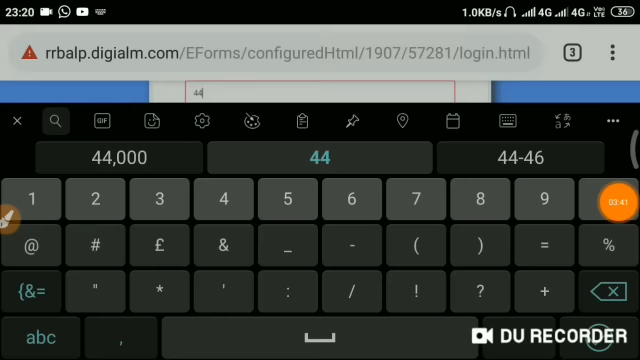 23:20 1.0KB/s 4G 4G Vo) LTE 36
rrbalp.digialm.com/EForms/configuredHtml/1907/57281/login.html 3
44
GIF
44,000 44 44-46
1 2 3 4 5 6 7 8 9 03:41
@ # £ & _ - ( ) = %
{&= " * ' : / ! ? +
abc ,
DU RECORDER